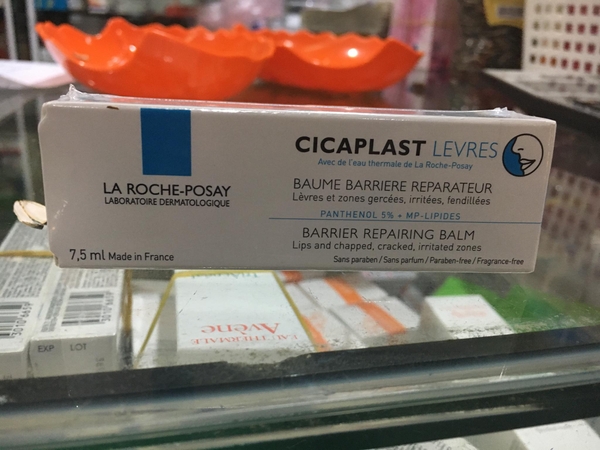 CICAPLAST LEVRES
Avec de l'eau thermale de La Roche-Posay
LA ROCHE-POSAY
LABORATOIRE DERMATOLOGIQUE
BAUME BARRIERE REPARATEUR
Lèvres et zones gercées, irritées, fendillées
PANTHENOL 5% + MP-LIPIDES
BARRIER REPAIRING BALM
Lips and chapped, cracked, irritated zones
7,5 ml Made in France
Sans paraben / Sans parfum / Paraben-free / Fragrance-free
EAU THERMALE
Avène
EXP LOT